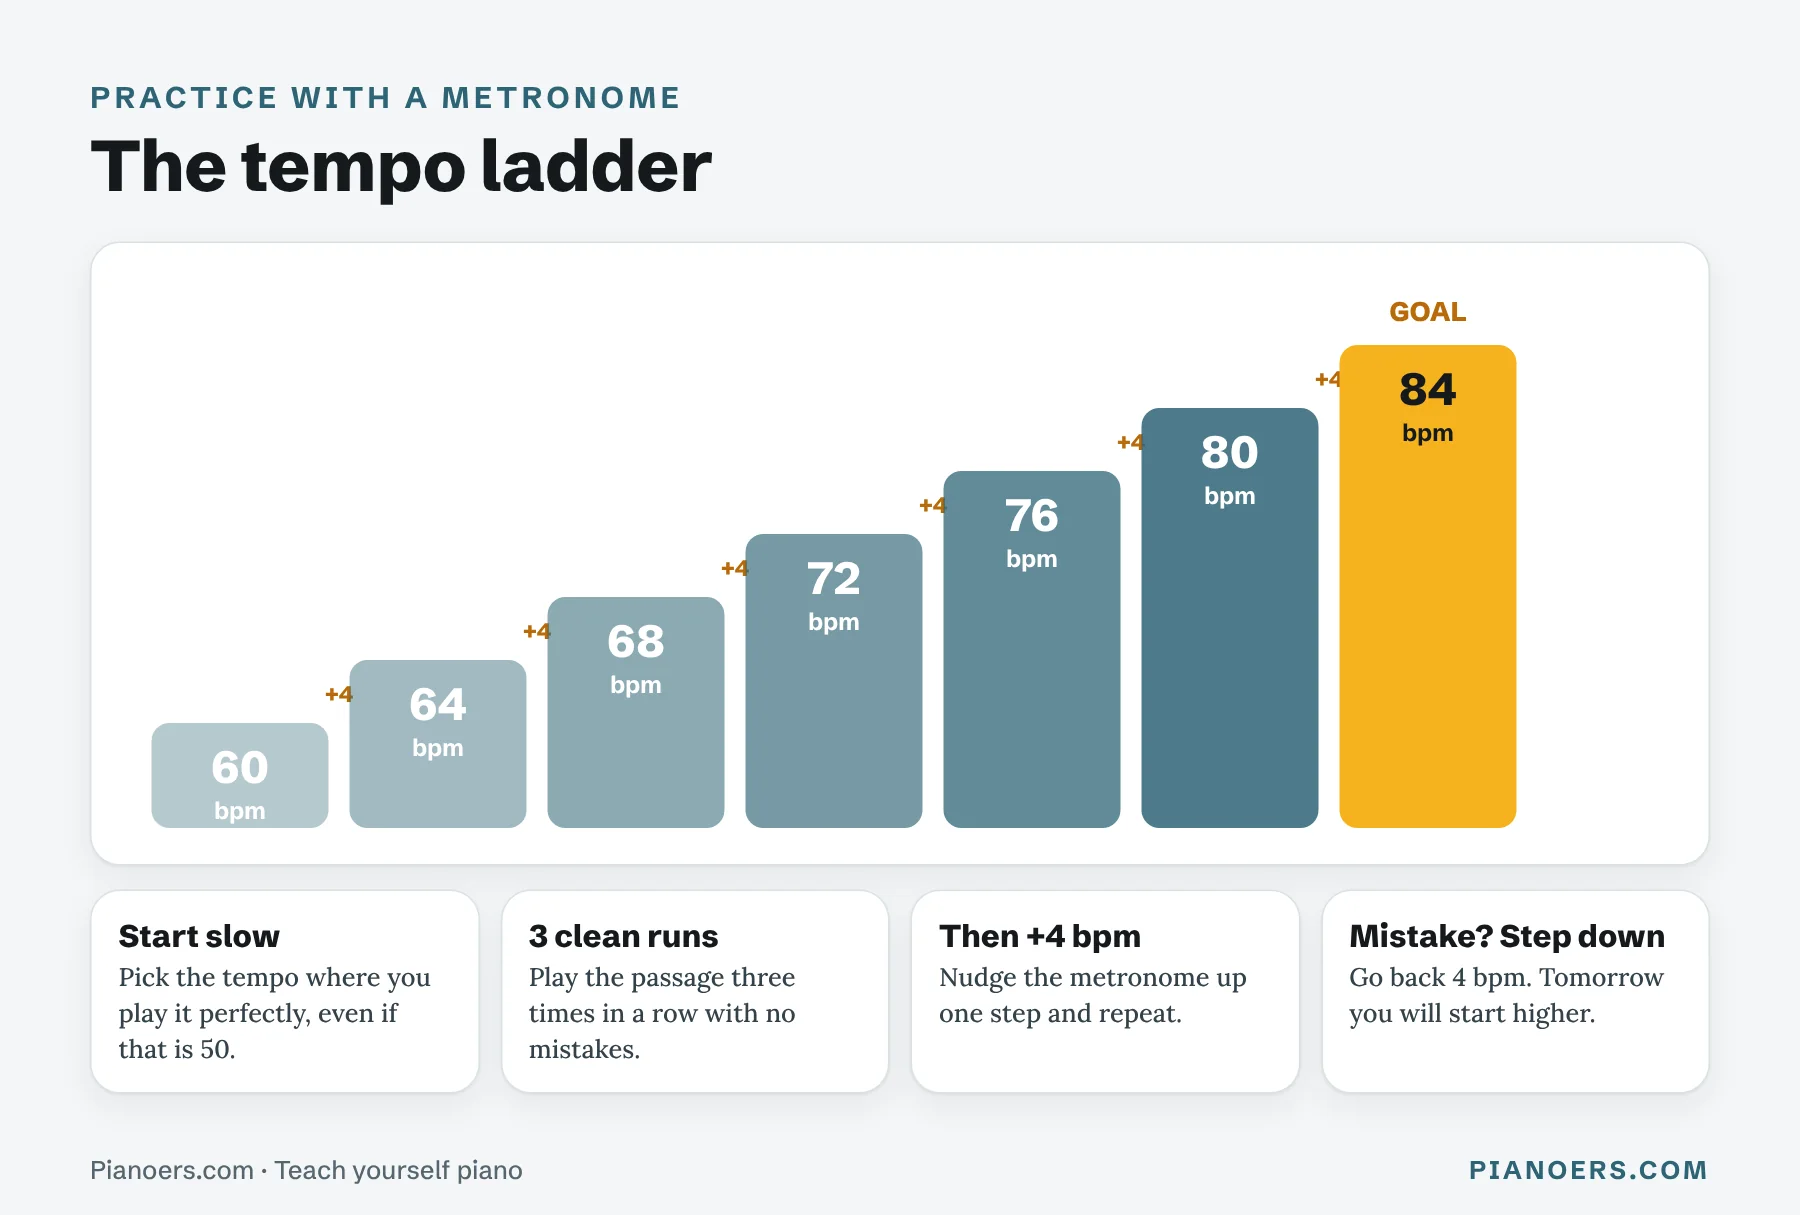 PRACTICE WITH A METRONOME
The tempo ladder
GOAL
60
bpm
+4
64
bpm
+4
68
bpm
+4
72
bpm
+4
76
bpm
+4
80
bpm
+4
84
bpm
Start slow
Pick the tempo where you
play it perfectly, even if
that is 50.
3 clean runs
Play the passage three
times in a row with no
mistakes.
Then +4 bpm
Nudge the metronome up
one step and repeat.
Mistake? Step down
Go back 4 bpm. Tomorrow
you will start higher.
Pianoers.com · Teach yourself piano
PIANOERS.COM